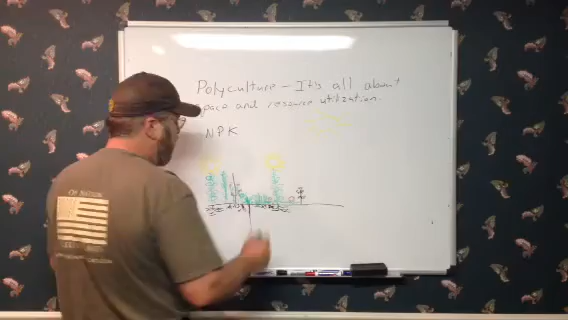 Polyculture - It's all about
space and resource utilization.
NPK